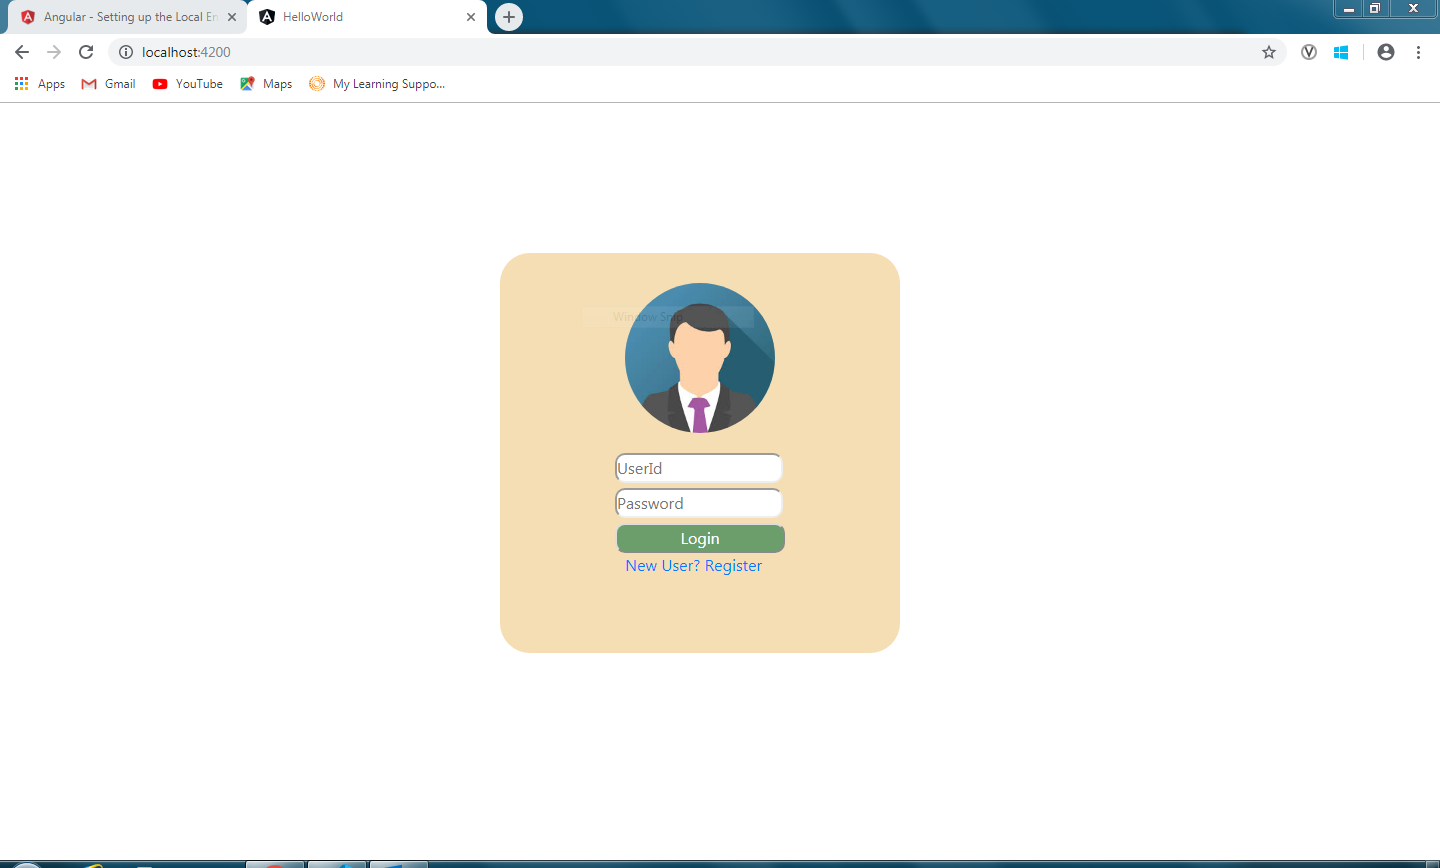 Angular - Setting up the Local En
HelloWorld
localhost:4200
Apps
Gmail
YouTube
Maps
My Learning Suppo...
Window Snip
UserId
Password
Login
New User? Register